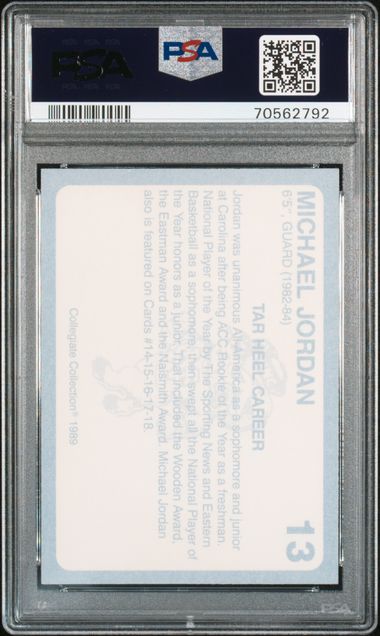 PSA
PSA
70562792
MICHAEL JORDAN
13
6'5", GUARD (1982-84)
TAR HEEL CAREER
Jordan was unanimous All-America as a sophomore and junior
at Carolina after being ACC Rookie of the Year as a freshman.
National Player of the Year by The Sporting News and Eastern
Basketball as a sophomore, then swept all the National Player of
the Year honors as a junior. That included the Wooden Award,
the Eastman Award and the Naismith Award. Michael Jordan
also is featured on Cards #14-15-16-17-18.
Collegiate Collection® 1989
PSA